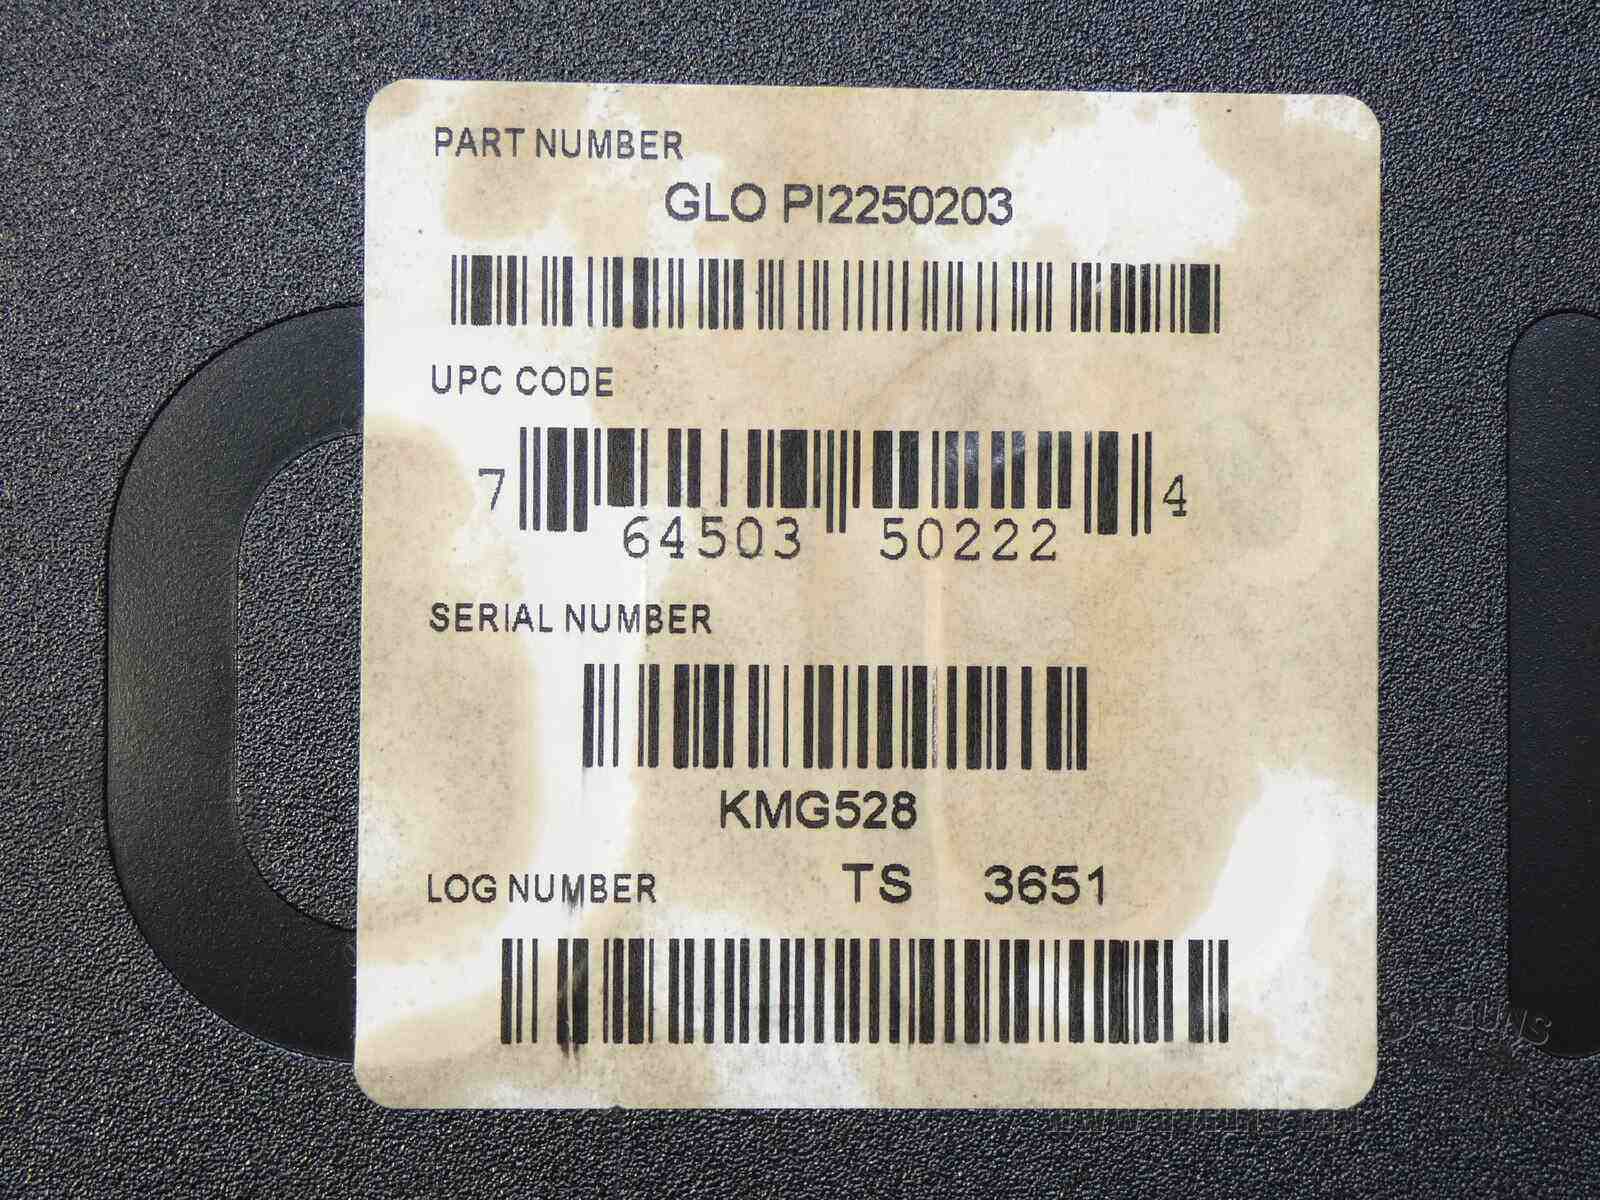 PART NUMBER
GLO PI2250203
UPC CODE
7 64503 50222 4
SERIAL NUMBER
KMG528
LOG NUMBER TS 3651